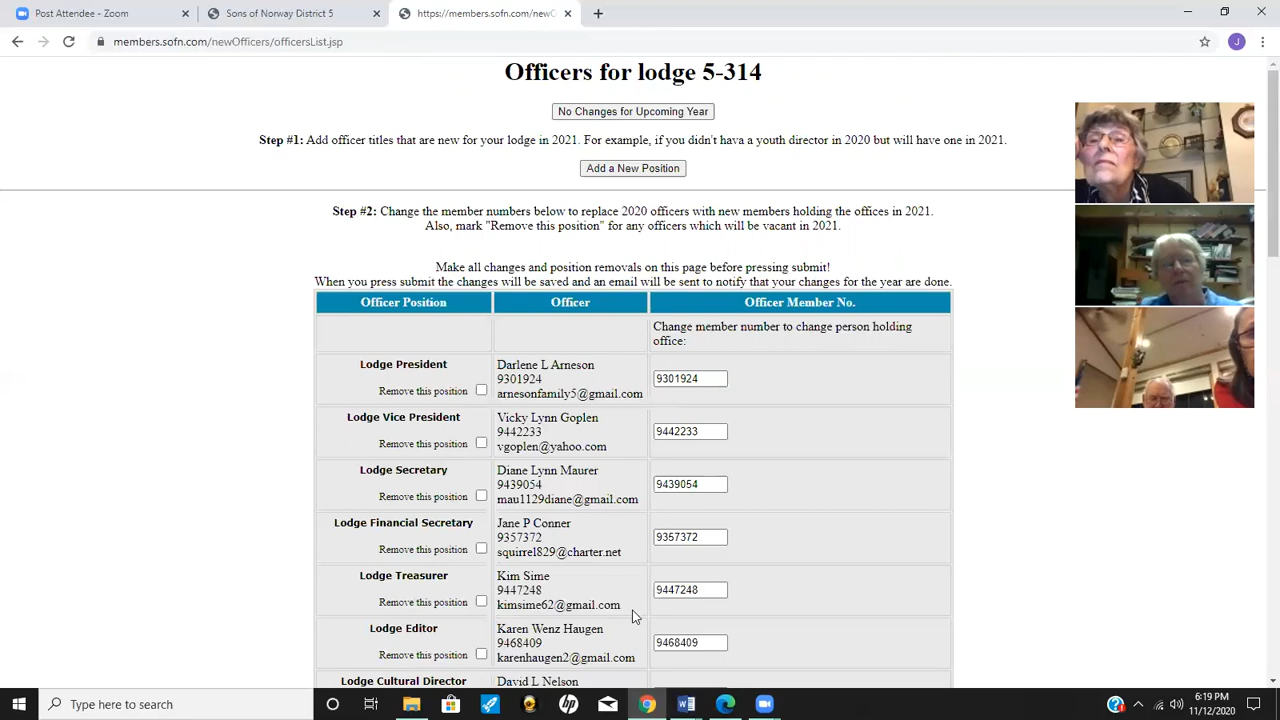 Post Attendee - Zoom
Sons of Norway District 5
https://members.sofn.com/newO
members.sofn.com/newOfficers/officersList.jsp
J
Officers for lodge 5-314
No Changes for Upcoming Year
Step #1: Add officer titles that are new for your lodge in 2021. For example, if you didn't hava a youth director in 2020 but will have one in 2021.
Add a New Position
Step #2: Change the member numbers below to replace 2020 officers with new members holding the offices in 2021.
Also, mark "Remove this position" for any officers which will be vacant in 2021.
Make all changes and position removals on this page before pressing submit!
When you press submit the changes will be saved and an email will be sent to notify that your changes for the year are done.
Officer Position Officer Officer Member No.
Change member number to change person holding
office:
Lodge President Darlene L Arneson
9301924 9301924
Remove this position arnesonfamily5@gmail.com
Lodge Vice President Vicky Lynn Goplen
9442233 9442233
Remove this position vgoplen@yahoo.com
Lodge Secretary Diane Lynn Maurer
9439054 9439054
Remove this position mau1129diane@gmail.com
Lodge Financial Secretary Jane P Conner
9357372 9357372
Remove this position squirrel829@charter.net
Lodge Treasurer Kim Sime
9447248 9447248
Remove this position kimsime62@gmail.com
Lodge Editor Karen Wenz Haugen
9468409 9468409
Remove this position karenhaugen2@gmail.com
Lodge Cultural Director David L Nelson
Type here to search
hp
6:19 PM
11/12/2020